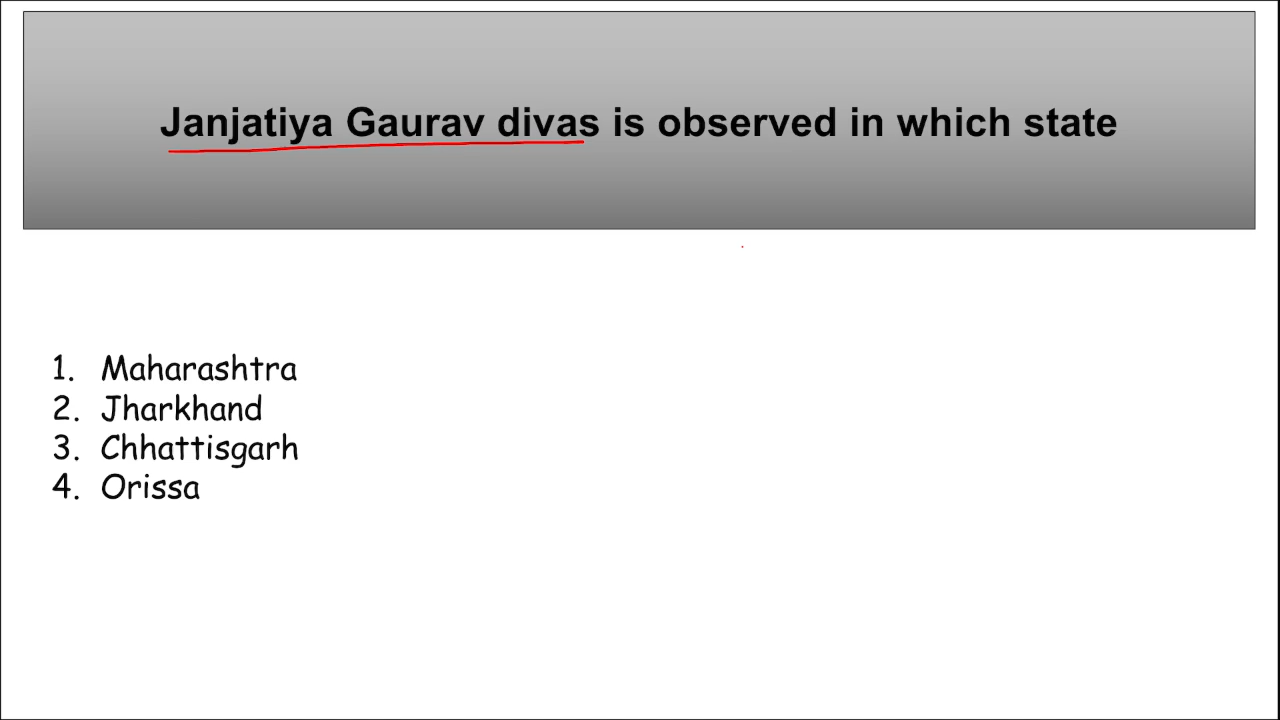 Janjatiya Gaurav divas is observed in which state
1. Maharashtra
2. Jharkhand
3. Chhattisgarh
4. Orissa